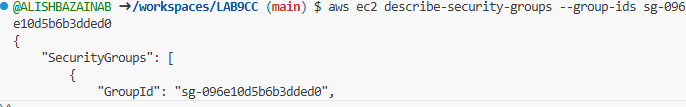 @ALISHBAZAINAB ➜/workspaces/LAB9CC (main) $ aws ec2 describe-security-groups --group-ids sg-096
e10d5b6b3dded0
{
    "SecurityGroups": [
        {
            "GroupId": "sg-096e10d5b6b3dded0",